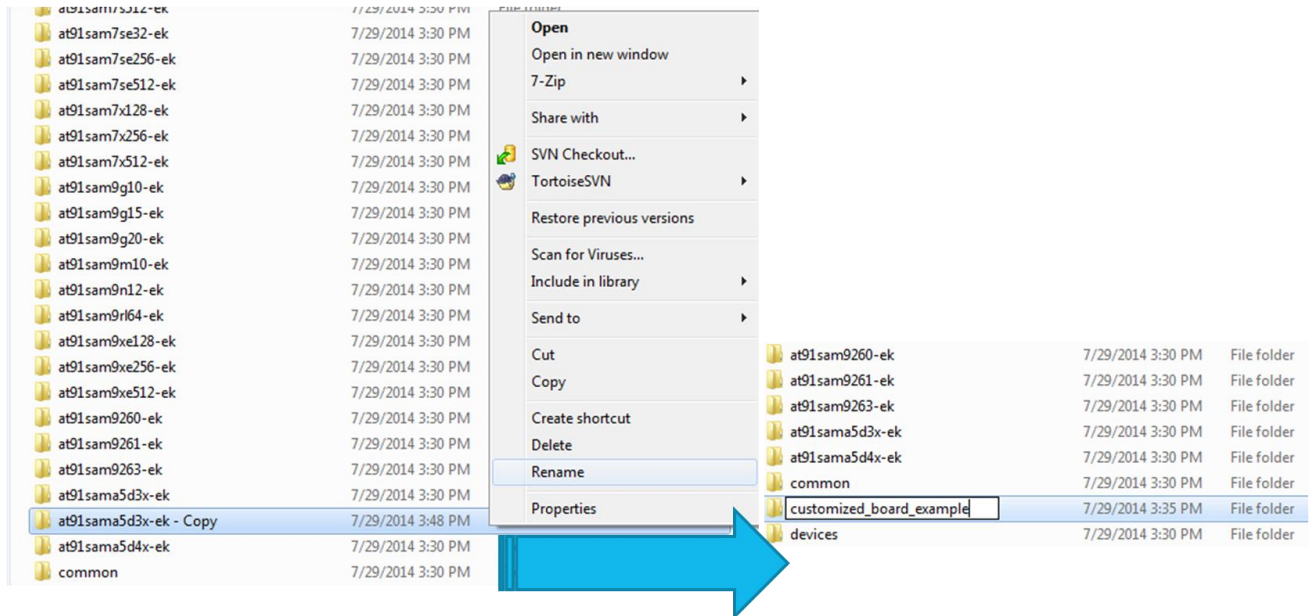 at91sam7s512-ek 7/29/2014 3:30 PM File folder
at91sam7se32-ek 7/29/2014 3:30 PM
at91sam7se256-ek 7/29/2014 3:30 PM
at91sam7se512-ek 7/29/2014 3:30 PM
at91sam7x128-ek 7/29/2014 3:30 PM
at91sam7x256-ek 7/29/2014 3:30 PM
at91sam7x512-ek 7/29/2014 3:30 PM
at91sam9g10-ek 7/29/2014 3:30 PM
at91sam9g15-ek 7/29/2014 3:30 PM
at91sam9g20-ek 7/29/2014 3:30 PM
at91sam9m10-ek 7/29/2014 3:30 PM
at91sam9n12-ek 7/29/2014 3:30 PM
at91sam9rl64-ek 7/29/2014 3:30 PM
at91sam9xe128-ek 7/29/2014 3:30 PM
at91sam9xe256-ek 7/29/2014 3:30 PM
at91sam9xe512-ek 7/29/2014 3:30 PM
at91sam9260-ek 7/29/2014 3:30 PM
at91sam9261-ek 7/29/2014 3:30 PM
at91sam9263-ek 7/29/2014 3:30 PM
at91sama5d3x-ek 7/29/2014 3:30 PM
at91sama5d3x-ek - Copy 7/29/2014 3:48 PM
at91sama5d4x-ek 7/29/2014 3:30 PM
common 7/29/2014 3:30 PM
Open
Open in new window
7-Zip
Share with
SVN Checkout...
TortoiseSVN
Restore previous versions
Scan for Viruses...
Include in library
Send to
Cut
Copy
Create shortcut
Delete
Rename
Properties
at91sam9260-ek 7/29/2014 3:30 PM File folder
at91sam9261-ek 7/29/2014 3:30 PM File folder
at91sam9263-ek 7/29/2014 3:30 PM File folder
at91sama5d3x-ek 7/29/2014 3:30 PM File folder
at91sama5d4x-ek 7/29/2014 3:30 PM File folder
common 7/29/2014 3:30 PM File folder
customized_board_example 7/29/2014 3:35 PM File folder
devices 7/29/2014 3:30 PM File folder